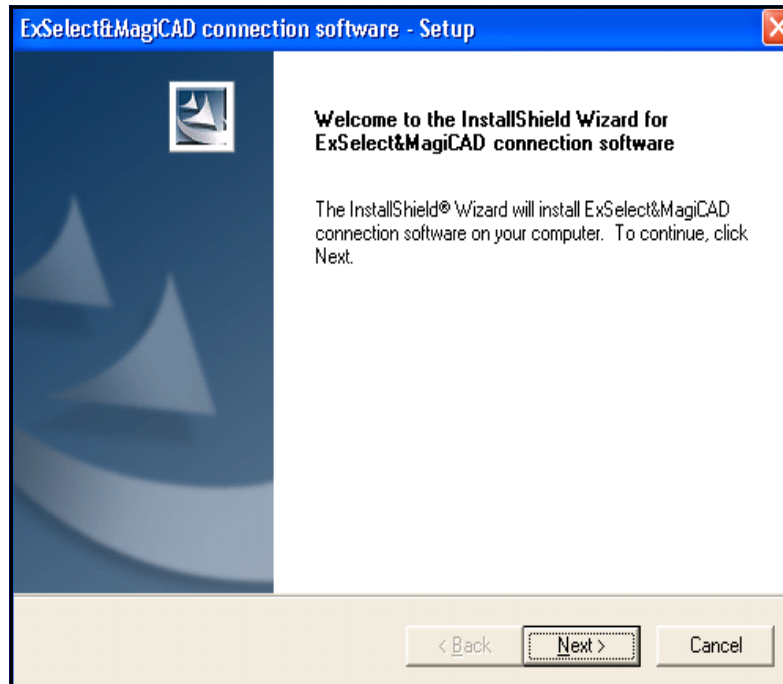 ExSelect&MagiCAD connection software - Setup
Welcome to the InstallShield Wizard for
ExSelect&MagiCAD connection software
The InstallShield® Wizard will install ExSelect&MagiCAD
connection software on your computer. To continue, click
Next.
< Back
Next >
Cancel